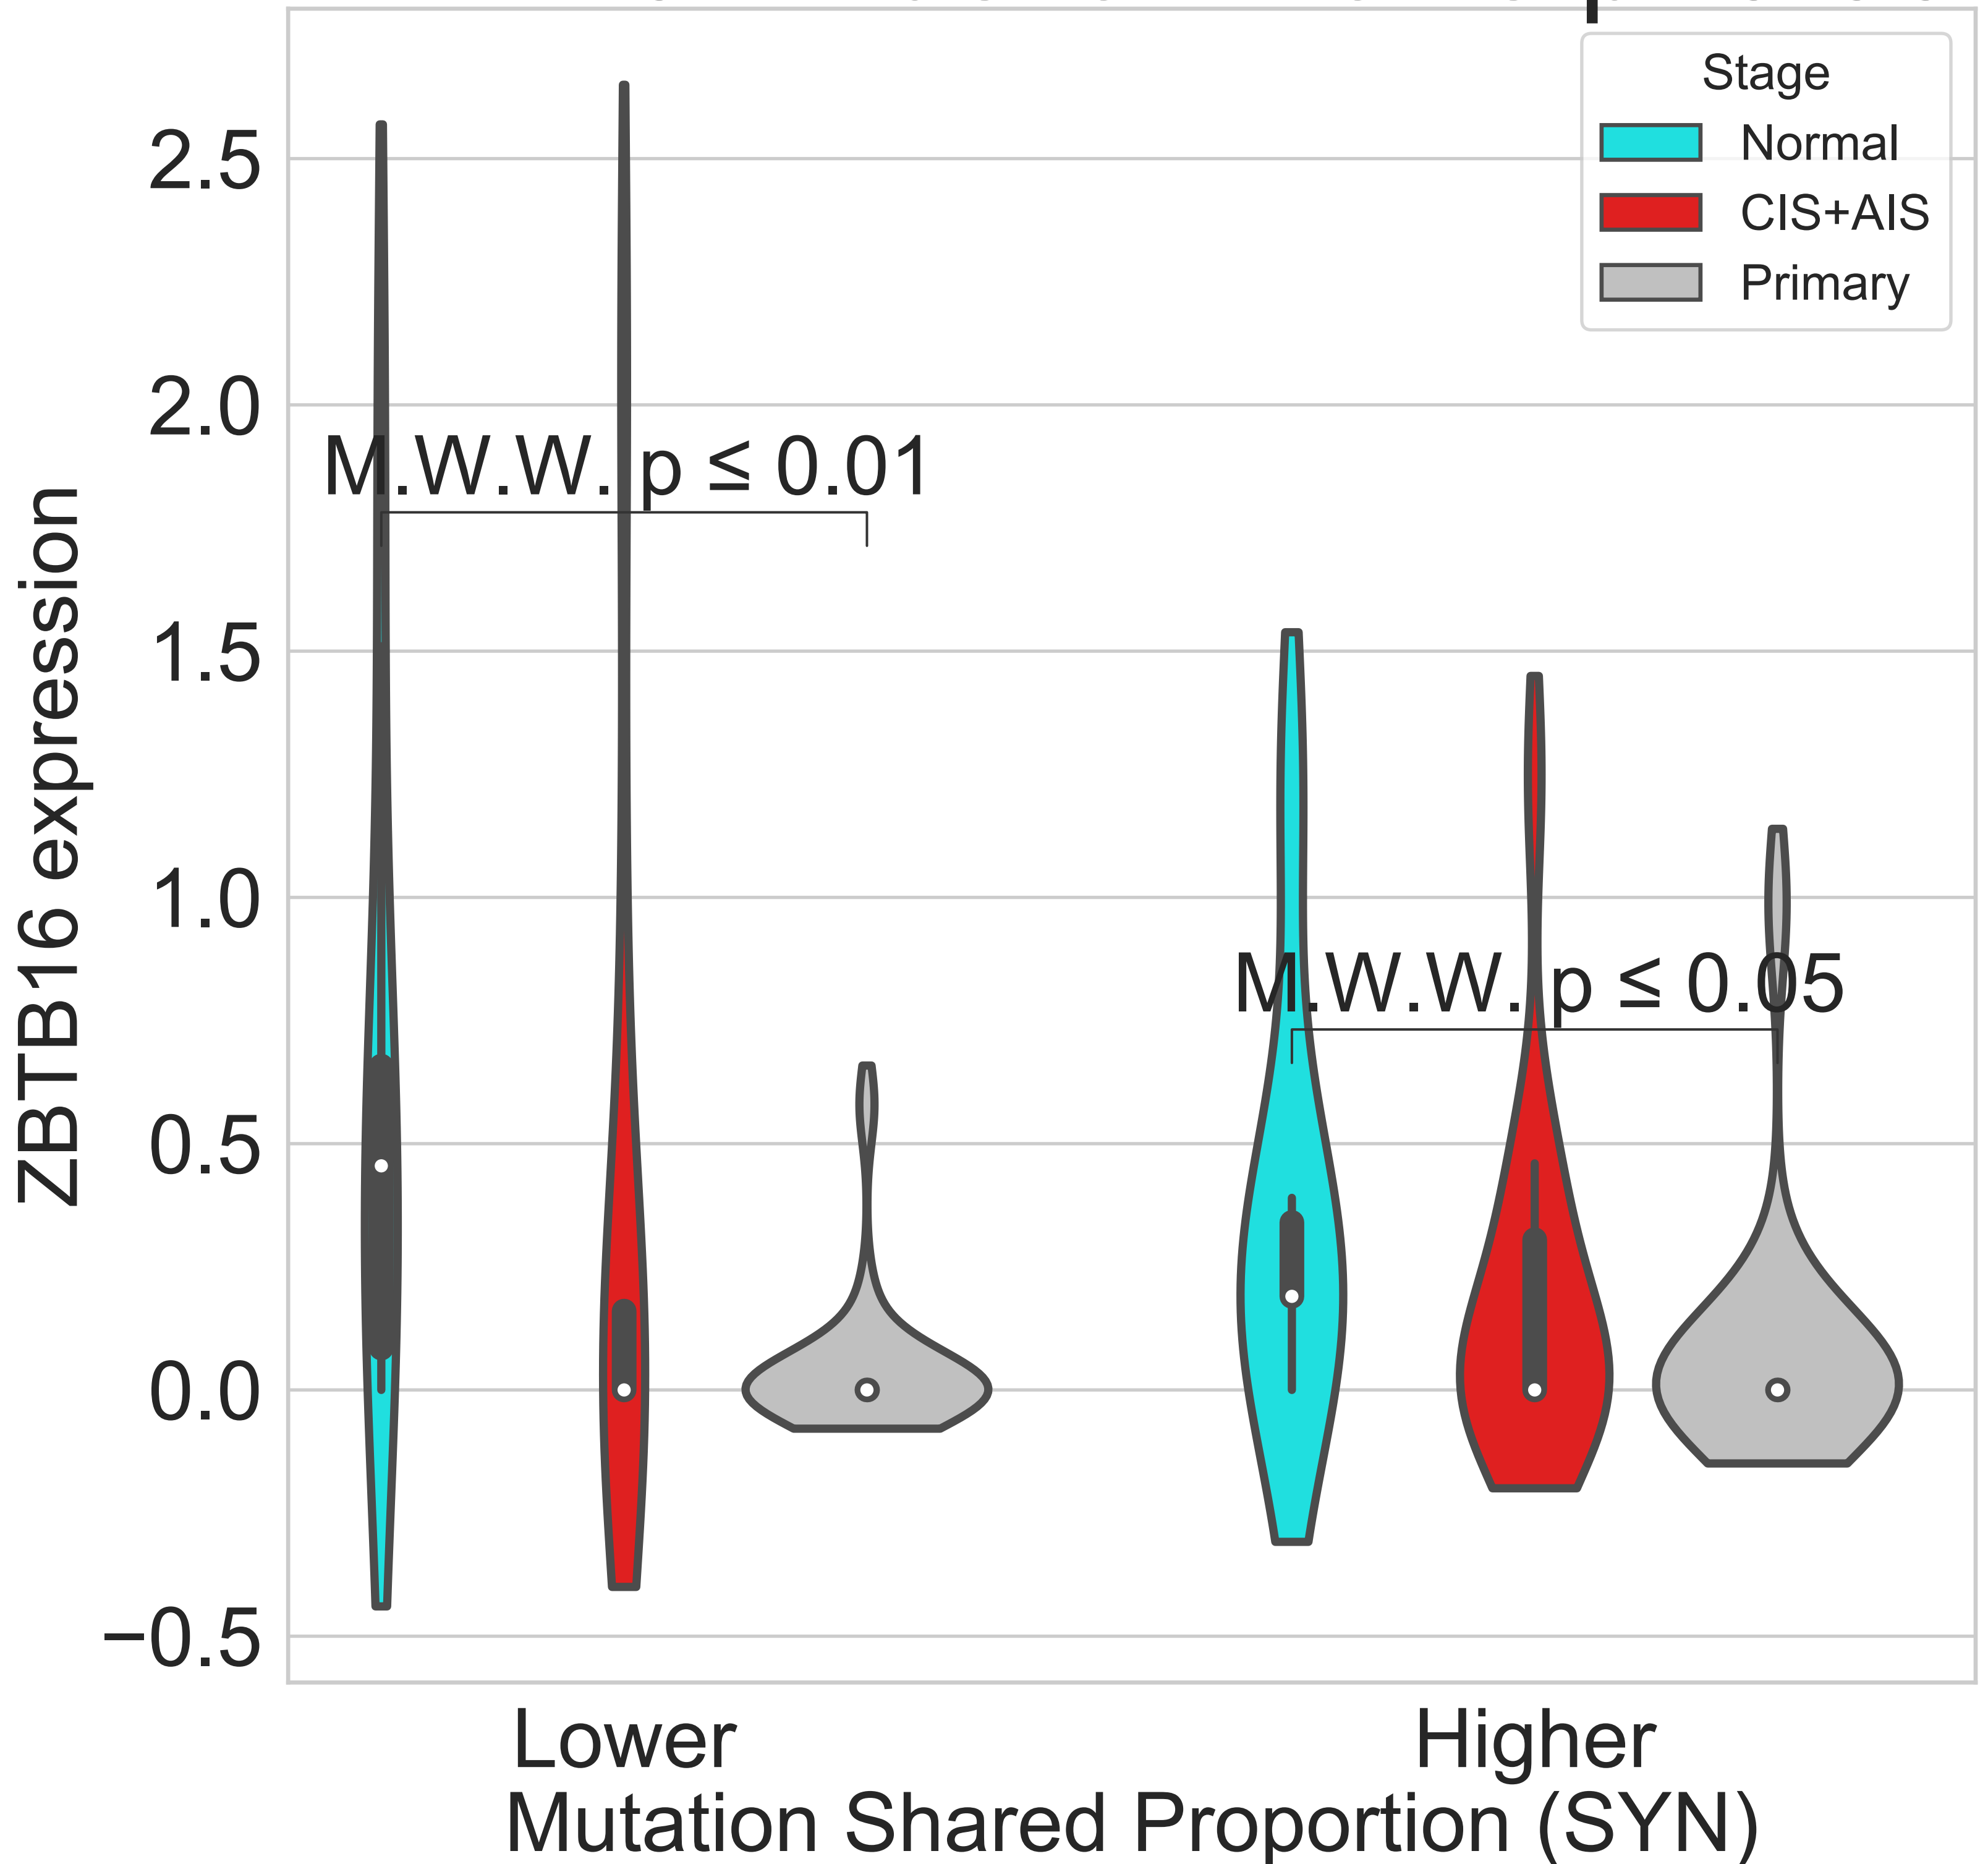 Stage
Normal
CIS+AIS
Primary
2.5
2.0
1.5
1.0
0.5
0.0
−0.5
ZBTB16 expression
M.W.W. p ≤ 0.01
M.W.W. p ≤ 0.05
Lower
Higher
Mutation Shared Proportion (SYN)